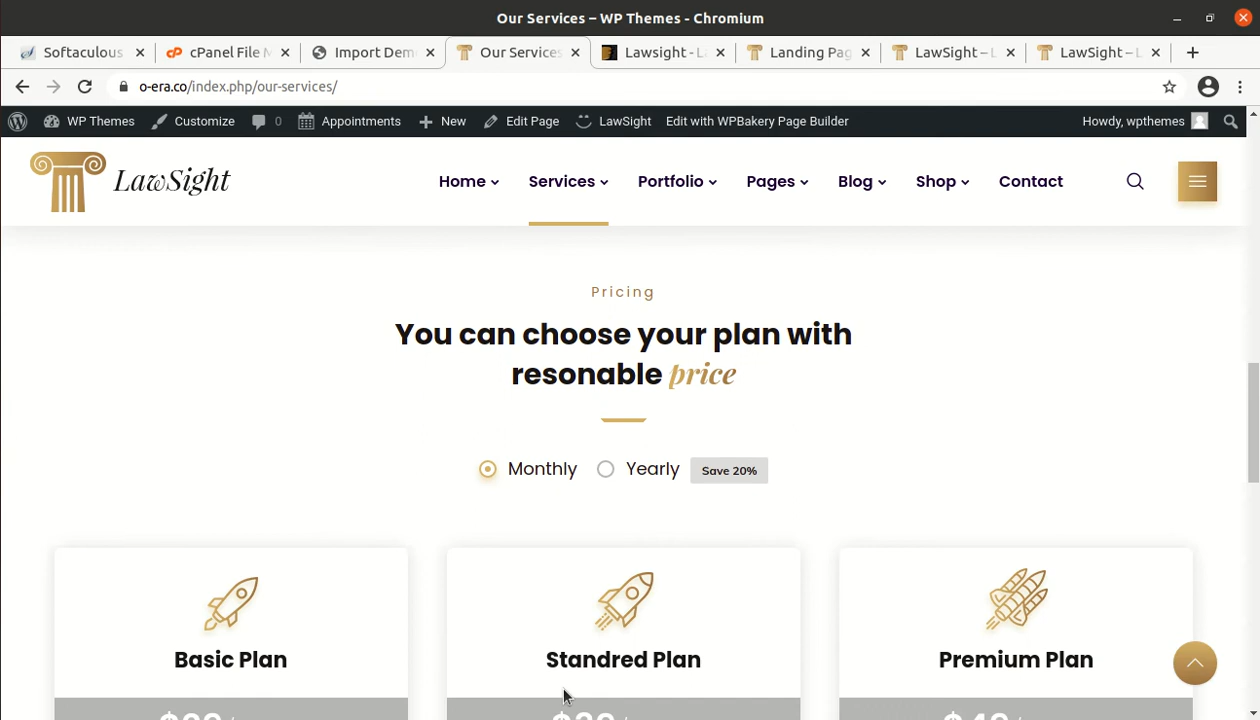 Our Services – WP Themes - Chromium
Softaculous
cPanel File M
Import Dem
Our Services
Lawsight - L
Landing Pag
LawSight – L
LawSight – L
o-era.co/index.php/our-services/
WP Themes
Customize
0
Appointments
New
Edit Page
LawSight
Edit with WPBakery Page Builder
Howdy, wpthemes
LawSight
Home
Services
Portfolio
Pages
Blog
Shop
Contact
Pricing
You can choose your plan with
resonable price
Monthly
Yearly
Save 20%
Basic Plan
Standred Plan
Premium Plan